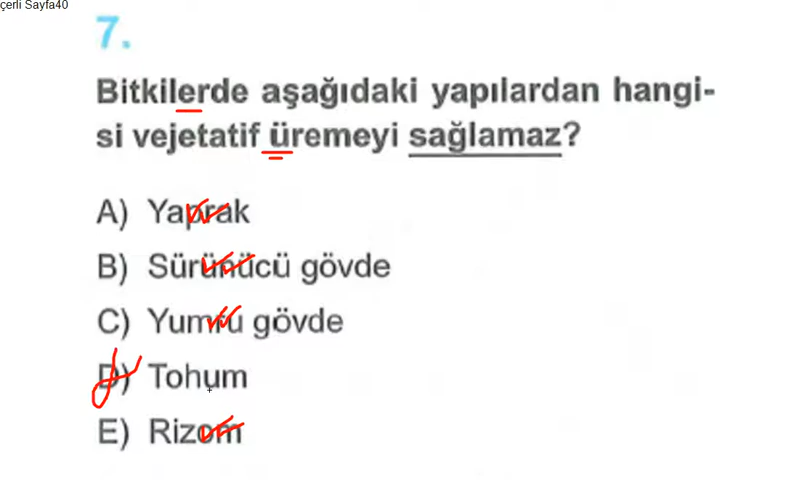 çerli Sayfa40
7.
Bitkilerde aşağıdaki yapılardan hangi-
si vejetatif üremeyi sağlamaz?
A) Yaprak
B) Sürünücü gövde
C) Yumru gövde
D) Tohum
E) Rizom